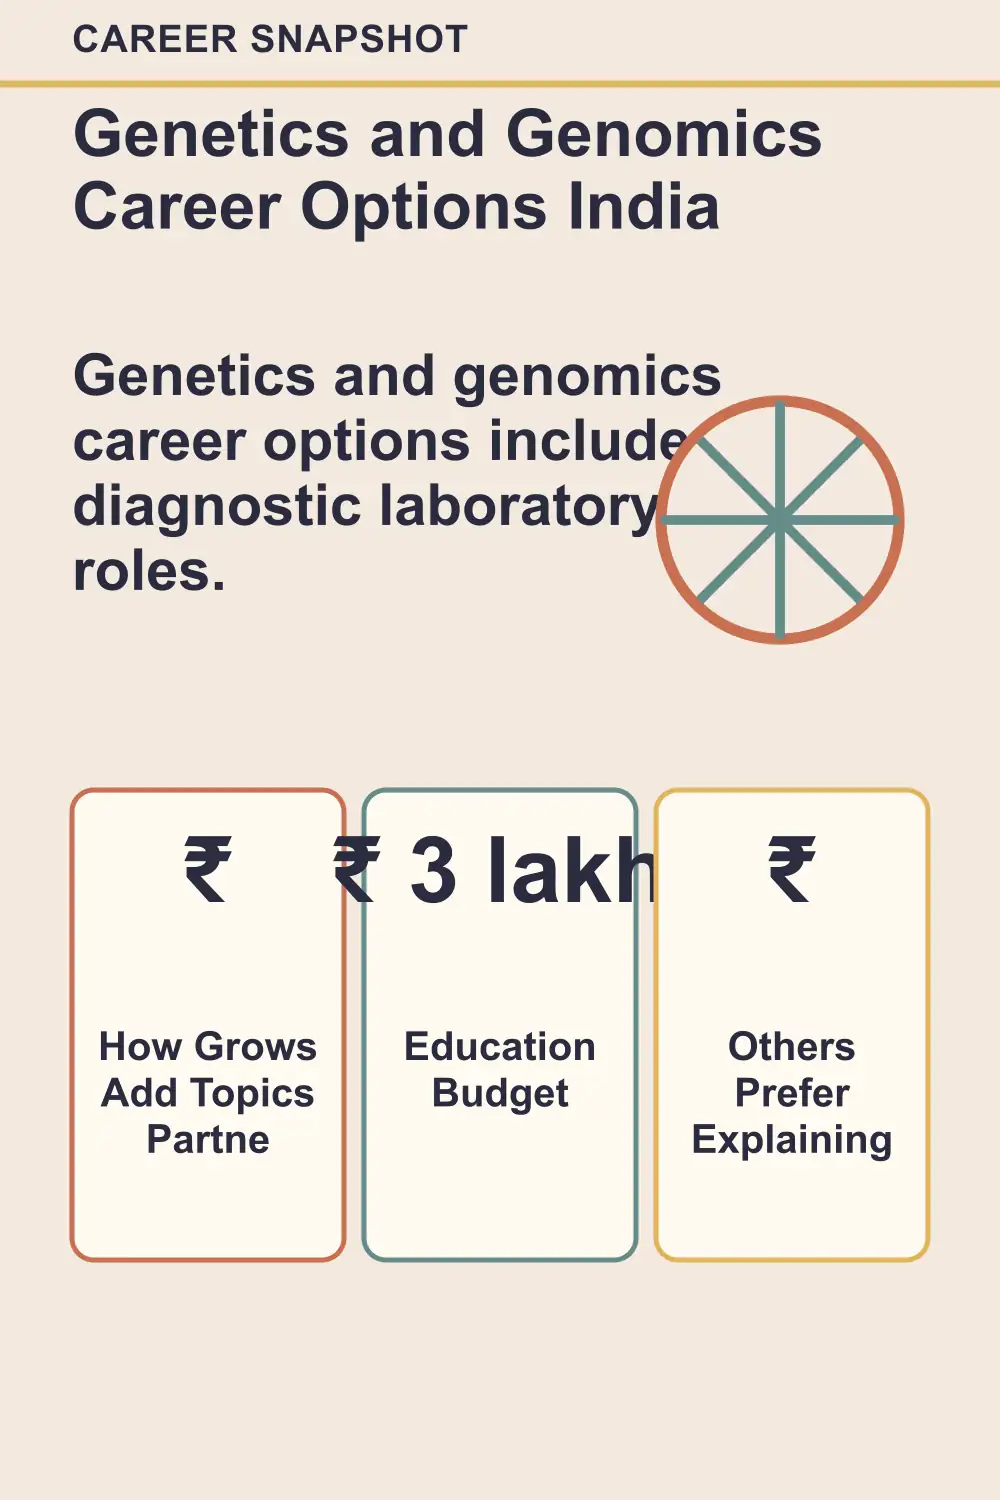 CAREER SNAPSHOT
Genetics and Genomics
Career Options India
Genetics and genomics
career options include
diagnostic laboratory
roles.
₹
How Grows
Add Topics
Partne
₹ 3 lakh
Education
Budget
₹
Others
Prefer
Explaining